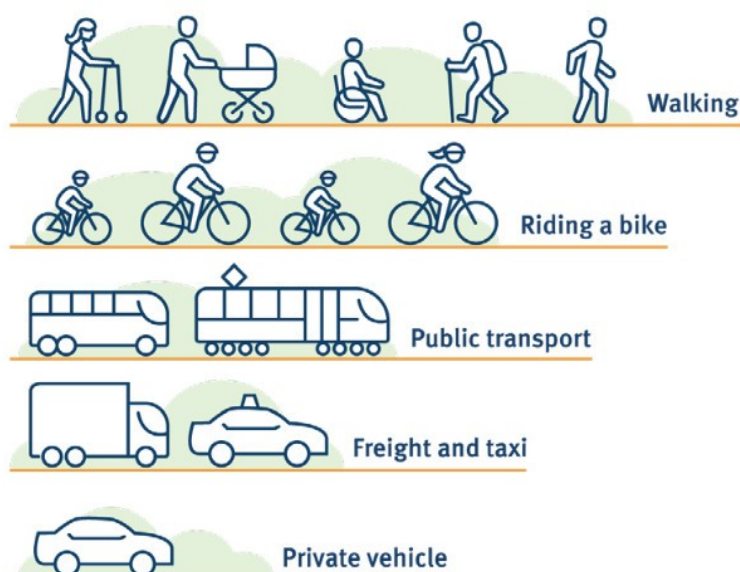 Walking
Riding a bike
Public transport
Freight and taxi
Private vehicle